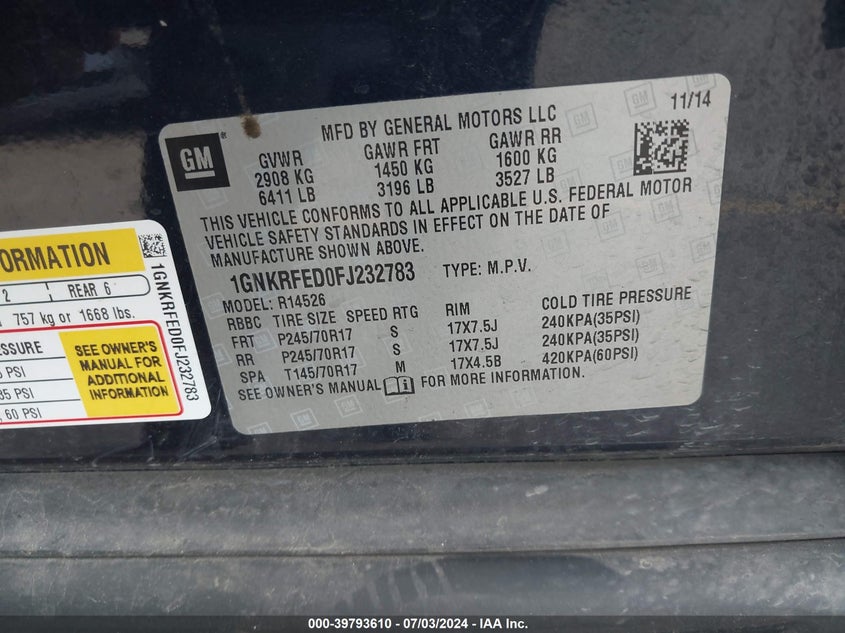 11/14
GM
®
MFD BY GENERAL MOTORS LLC
GVWR GAWR FRT GAWR RR
2908 KG 1450 KG 1600 KG
6411 LB 3196 LB 3527 LB
THIS VEHICLE CONFORMS TO ALL APPLICABLE U.S. FEDERAL MOTOR
VEHICLE SAFETY STANDARDS IN EFFECT ON THE DATE OF
MANUFACTURE SHOWN ABOVE.
1GNKRFED0FJ232783 TYPE: M.P.V.
MODEL: R14526
RBBC TIRE SIZE SPEED RTG RIM COLD TIRE PRESSURE
FRT P245/70R17 S 17X7.5J 240KPA(35PSI)
RR P245/70R17 S 17X7.5J 240KPA(35PSI)
SPA T145/70R17 M 17X4.5B 420KPA(60PSI)
SEE OWNER'S MANUAL FOR MORE INFORMATION.
ORMATION
2 REAR 6
757 kg or 1668 lbs.
ESSURE
SEE OWNER'S
MANUAL FOR
ADDITIONAL
INFORMATION
5 PSI
35 PSI
, 60 PSI
1GNKRFED0FJ232783
000-39793610 - 07/03/2024 - IAA Inc.